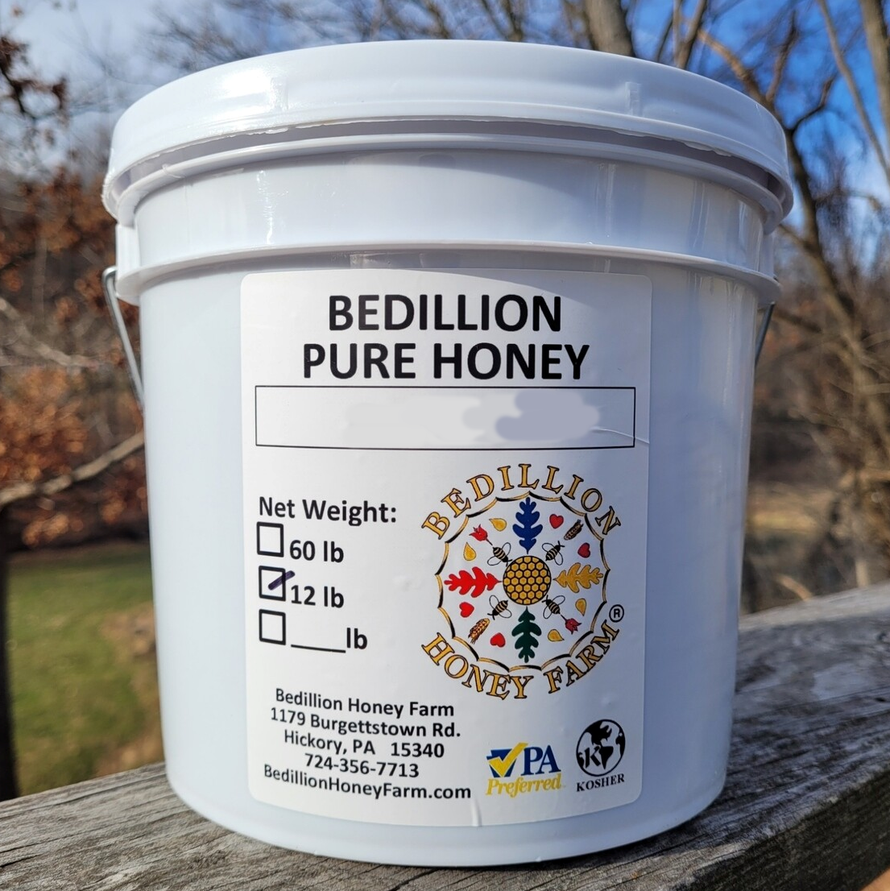 BEDILLION
PURE HONEY
Net Weight:
60 lb
12 lb
____lb
BEDILLION
HONEY FARM®
Bedillion Honey Farm
1179 Burgettstown Rd.
Hickory, PA 15340
724-356-7713
BedillionHoneyFarm.com
PA
Preferred
K
KOSHER